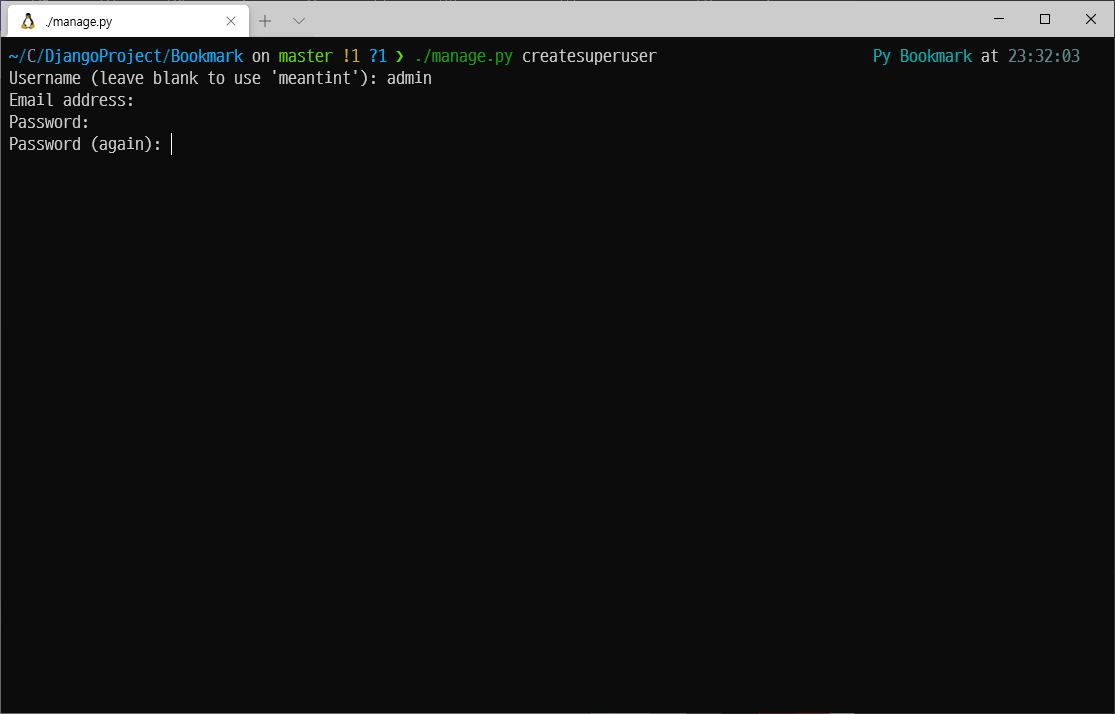 ./manage.py
~/C/DjangoProject/Bookmark on master !1 ?1 ❯ ./manage.py createsuperuser Py Bookmark at 23:32:03
Username (leave blank to use 'meantint'): admin
Email address:
Password:
Password (again):